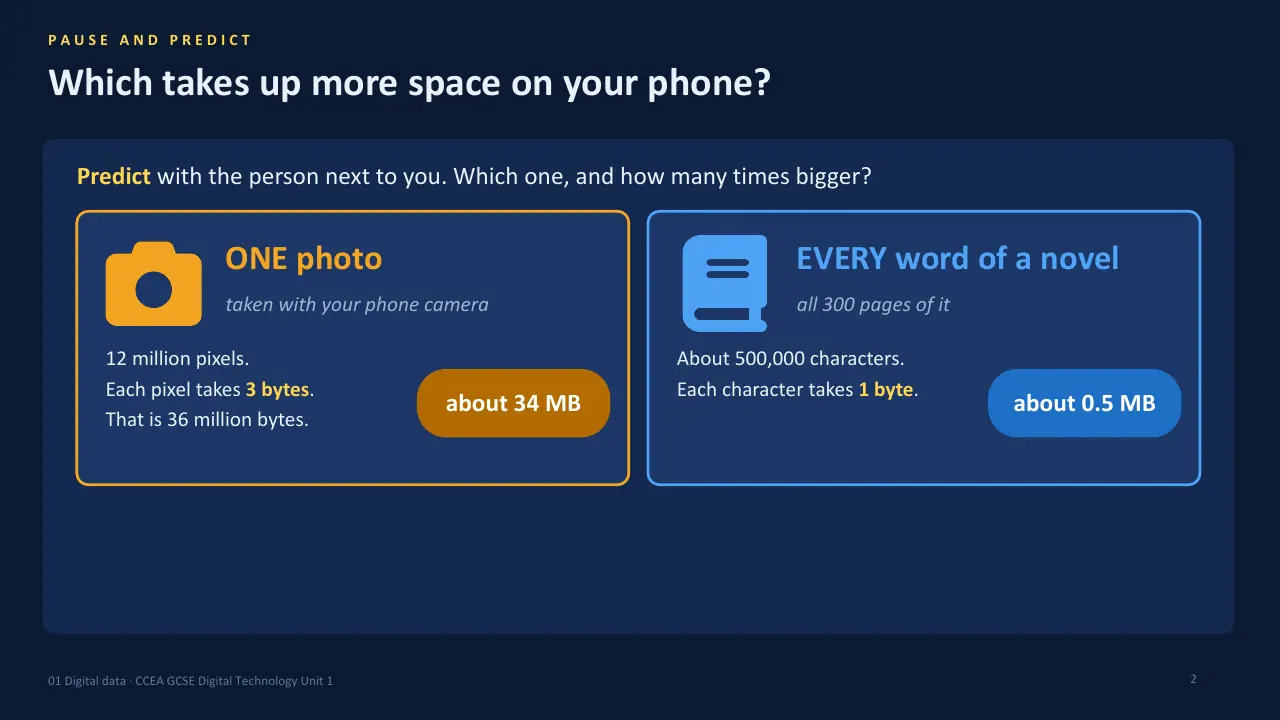 PAUSE AND PREDICT
Which takes up more space on your phone?
Predict with the person next to you. Which one, and how many times bigger?
ONE photo
taken with your phone camera
12 million pixels.
Each pixel takes 3 bytes.
That is 36 million bytes.
about 34 MB
EVERY word of a novel
all 300 pages of it
About 500,000 characters.
Each character takes 1 byte.
about 0.5 MB
01 Digital data · CCEA GCSE Digital Technology Unit 1
2